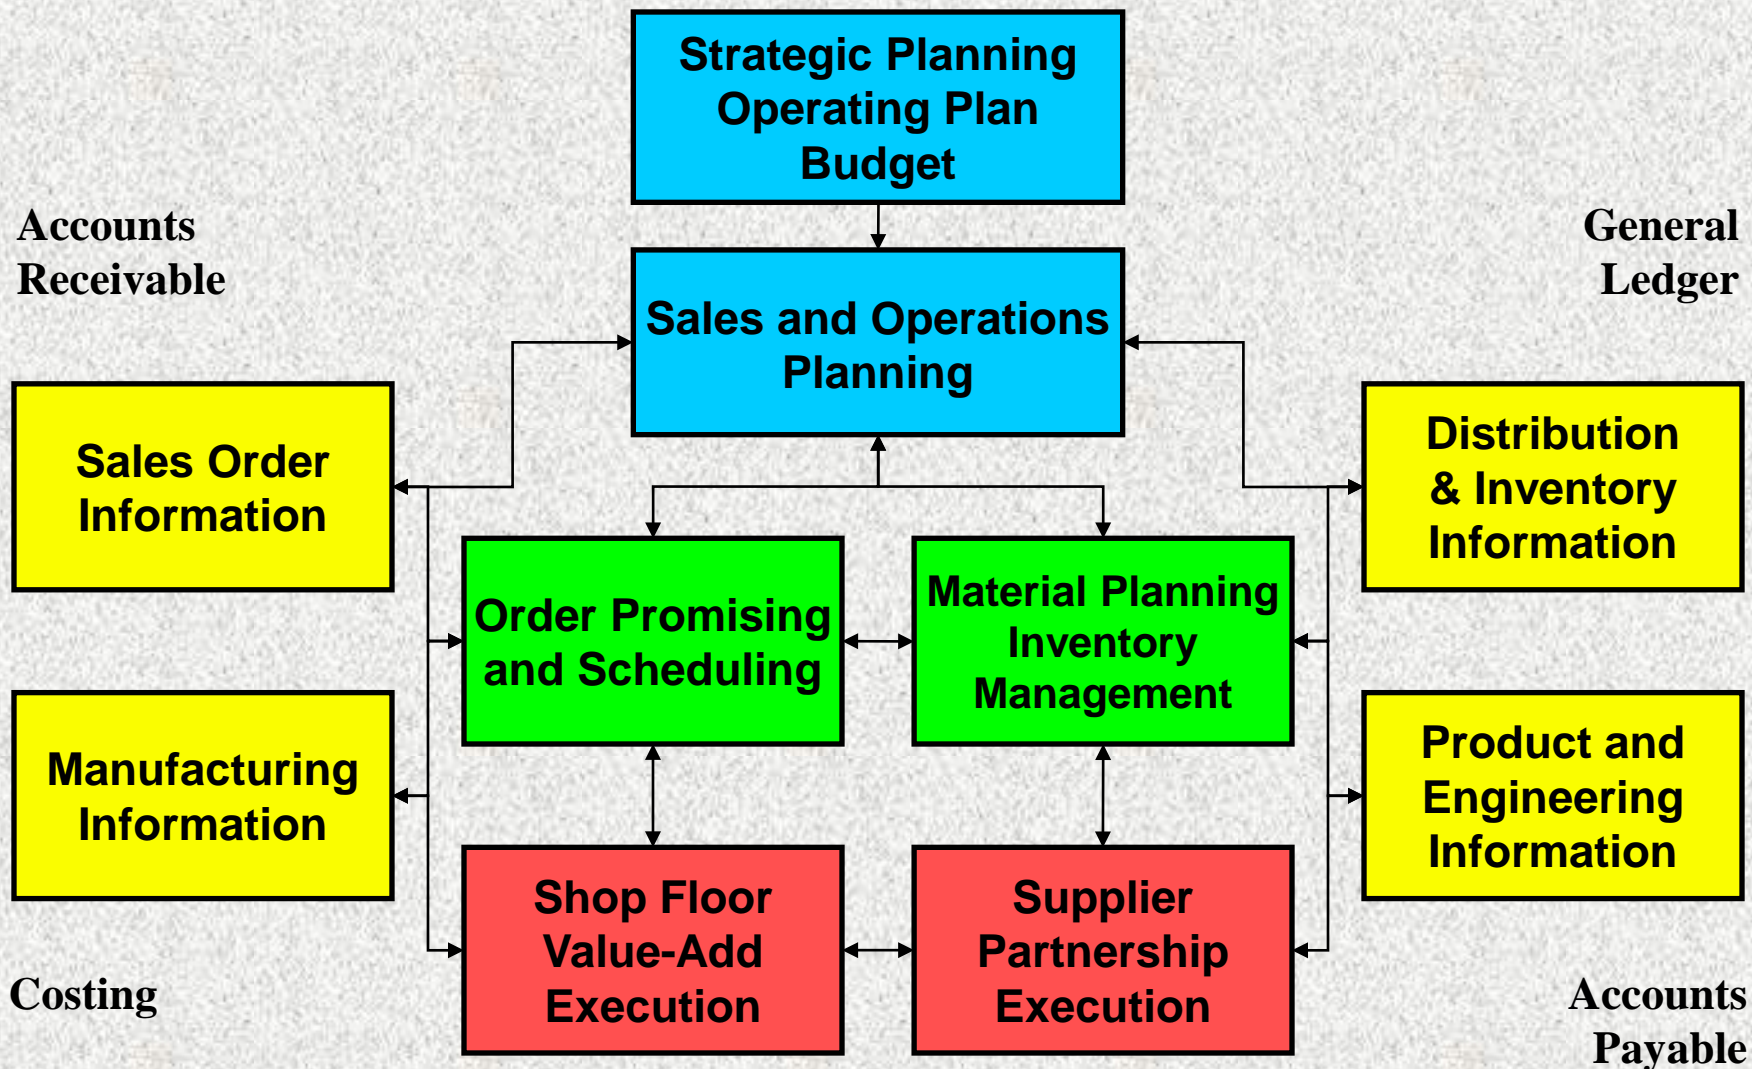 Strategic Planning
Operating Plan
Budget
Accounts
Receivable
General
Ledger
Sales and Operations
Planning
Sales Order
Information
Distribution
& Inventory
Information
Order Promising
and Scheduling
Material Planning
Inventory
Management
Manufacturing
Information
Product and
Engineering
Information
Shop Floor
Value-Add
Execution
Supplier
Partnership
Execution
Costing
Accounts
Payable